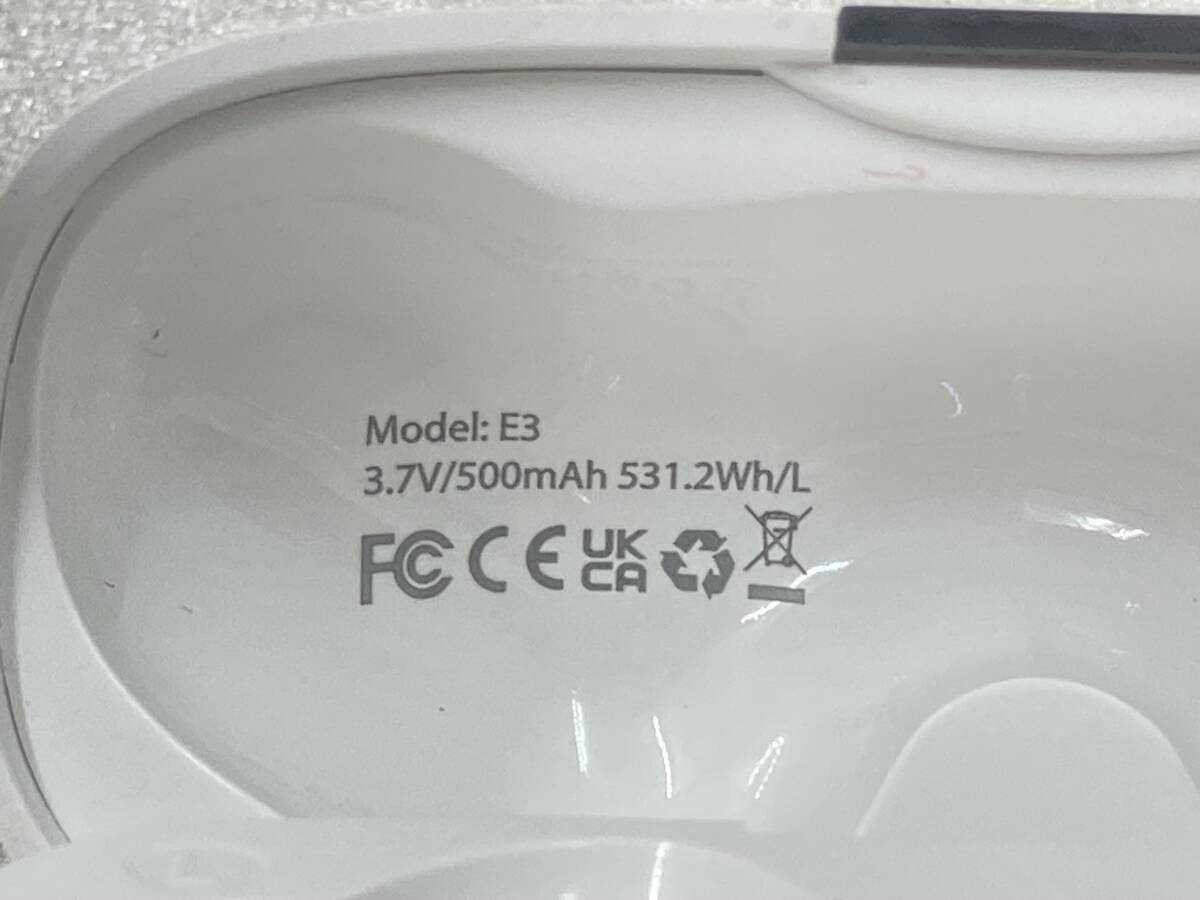 Model: E3
3.7V/500mAh 531.2Wh/L
FC CE UK
CA